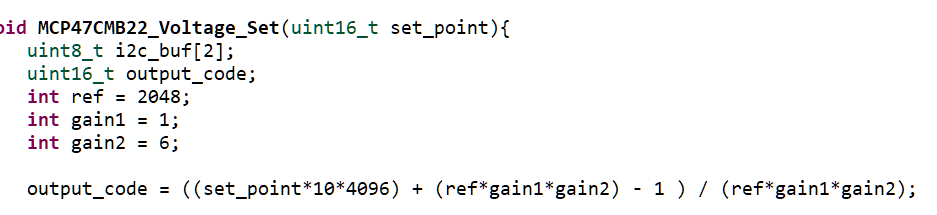 oid MCP47CMB22_Voltage_Set(uint16_t set_point){
uint8_t i2c_buf[2];
uint16_t output_code;
int ref = 2048;
int gain1 = 1;
int gain2 = 6;
output_code = ((set_point*10*4096) + (ref*gain1*gain2) - 1 ) / (ref*gain1*gain2);